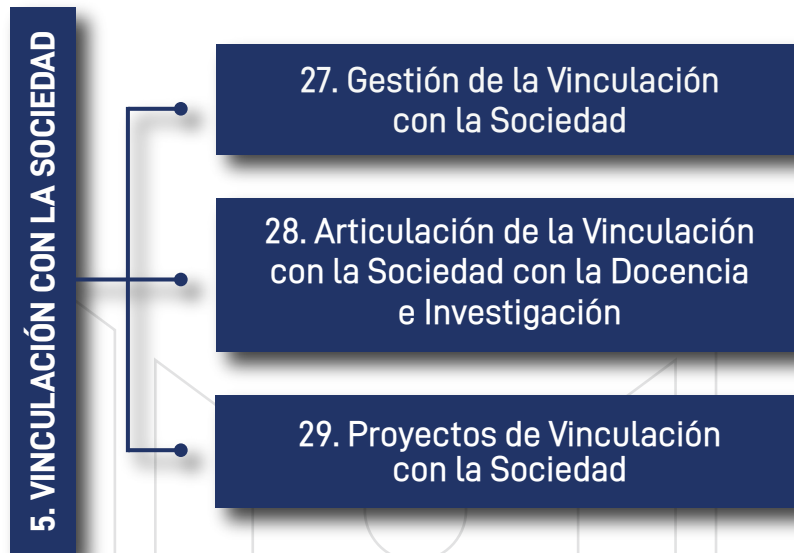 5. VINCULACIÓN CON LA SOCIEDAD
27. Gestión de la Vinculación
con la Sociedad
28. Articulación de la Vinculación
con la Sociedad con la Docencia
e Investigación
29. Proyectos de Vinculación
con la Sociedad